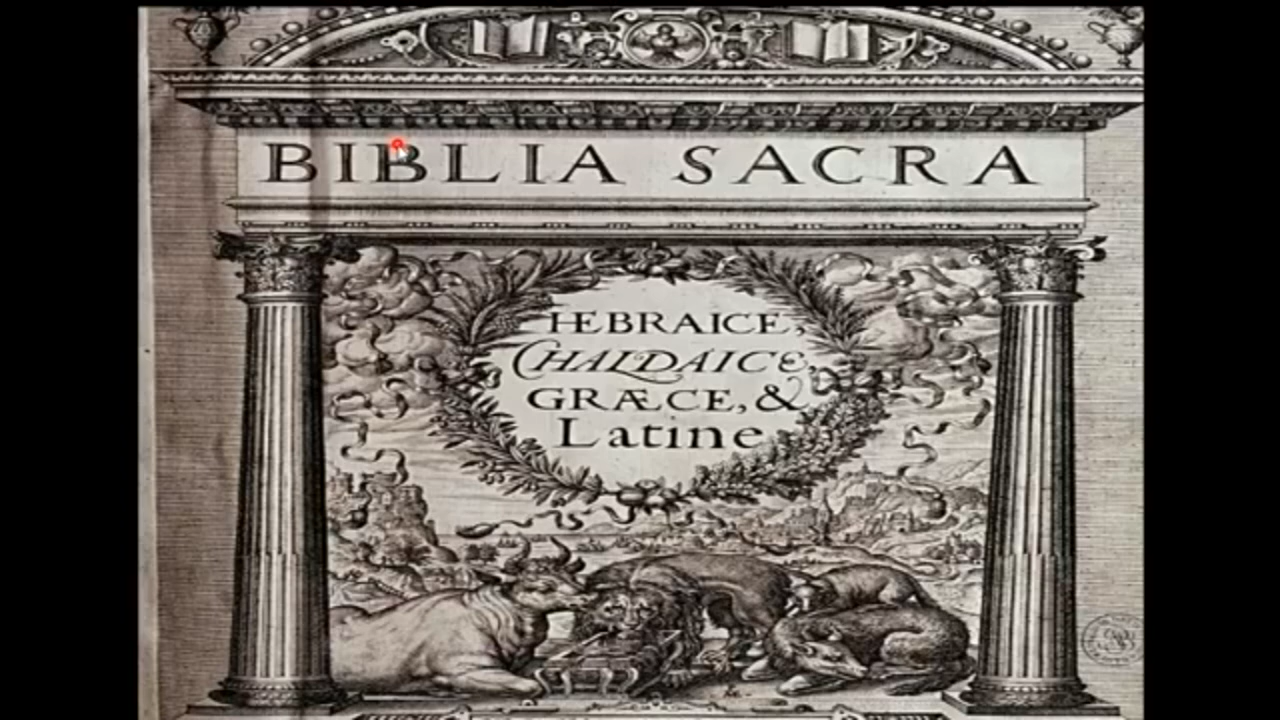 BIBLIA SACRA
HEBRAICE,
CHALDAICE,
GRÆCE, &
Latine